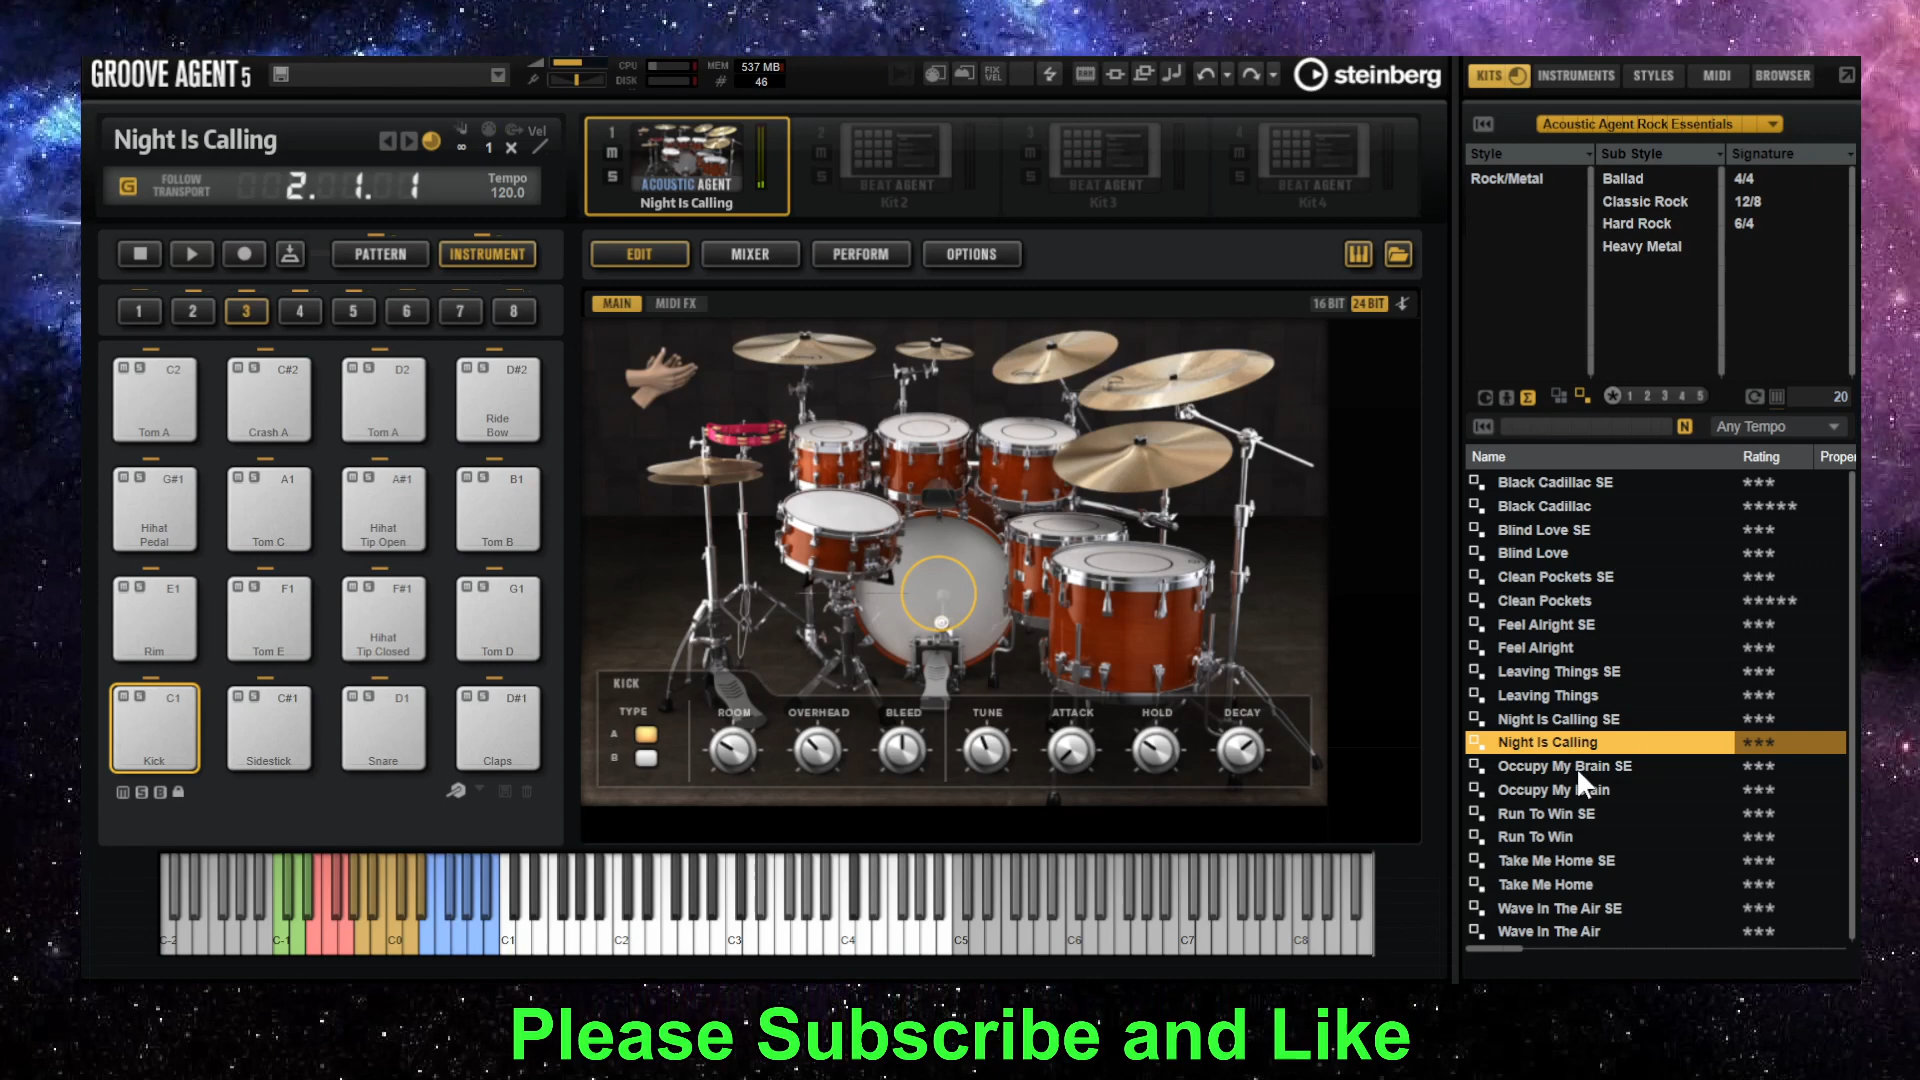 GROOVE AGENT 5
CPU
DISK
MEM 537 MB
# 46
FIX VEL
RAM
steinberg
KITS INSTRUMENTS STYLES MIDI BROWSER
Night Is Calling
∞ 1 X Vel
FOLLOW TRANSPORT
2. 1. 1
Tempo 120.0
1 m S ACOUSTIC AGENT Night Is Calling
2 m S BEAT AGENT Kit 2
3 m S BEAT AGENT Kit 3
4 m S BEAT AGENT Kit 4
PATTERN INSTRUMENT
EDIT MIXER PERFORM OPTIONS
1 2 3 4 5 6 7 8
MAIN MIDI FX 16 BIT 24 BIT
C2 Tom A
C#2 Crash A
D2 Tom A
D#2 Ride Bow
G#1 Hihat Pedal
A1 Tom C
A#1 Hihat Tip Open
B1 Tom B
E1 Rim
F1 Tom E
F#1 Hihat Tip Closed
G1 Tom D
C1 Kick
C#1 Sidestick
D1 Snare
D#1 Claps
KICK
TYPE ROOM OVERHEAD BLEED TUNE ATTACK HOLD DECAY
A
B
C-2 C-1 C0 C1 C2 C3 C4 C5 C6 C7 C8
Acoustic Agent Rock Essentials
Style Sub Style Signature
Rock/Metal Ballad 4/4
Classic Rock 12/8
Hard Rock 6/4
Heavy Metal
1 2 3 4 5 20
N Any Tempo
Name Rating Proper
Black Cadillac SE ***
Black Cadillac *****
Blind Love SE ***
Blind Love ***
Clean Pockets SE ***
Clean Pockets *****
Feel Alright SE ***
Feel Alright ***
Leaving Things SE ***
Leaving Things ***
Night Is Calling SE ***
Night Is Calling ***
Occupy My Brain SE ***
Occupy My Brain ***
Run To Win SE ***
Run To Win ***
Take Me Home SE ***
Take Me Home ***
Wave In The Air SE ***
Wave In The Air ***
Please Subscribe and Like